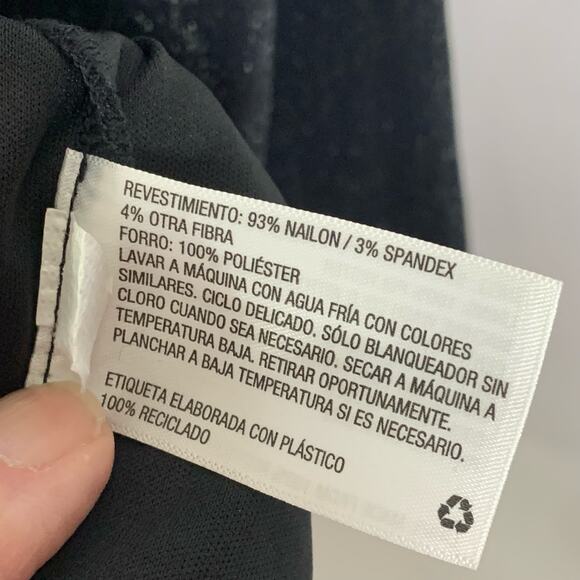 REVESTIMIENTO: 93% NAILON / 3% SPANDEX
4% OTRA FIBRA
FORRO: 100% POLIÉSTER
LAVAR A MÁQUINA CON AGUA FRÍA CON COLORES
SIMILARES. CICLO DELICADO. SÓLO BLANQUEADOR SIN
CLORO CUANDO SEA NECESARIO. SECAR A MÁQUINA A
TEMPERATURA BAJA. RETIRAR OPORTUNAMENTE.
PLANCHAR A BAJA TEMPERATURA SI ES NECESARIO.
ETIQUETA ELABORADA CON PLÁSTICO
100% RECICLADO